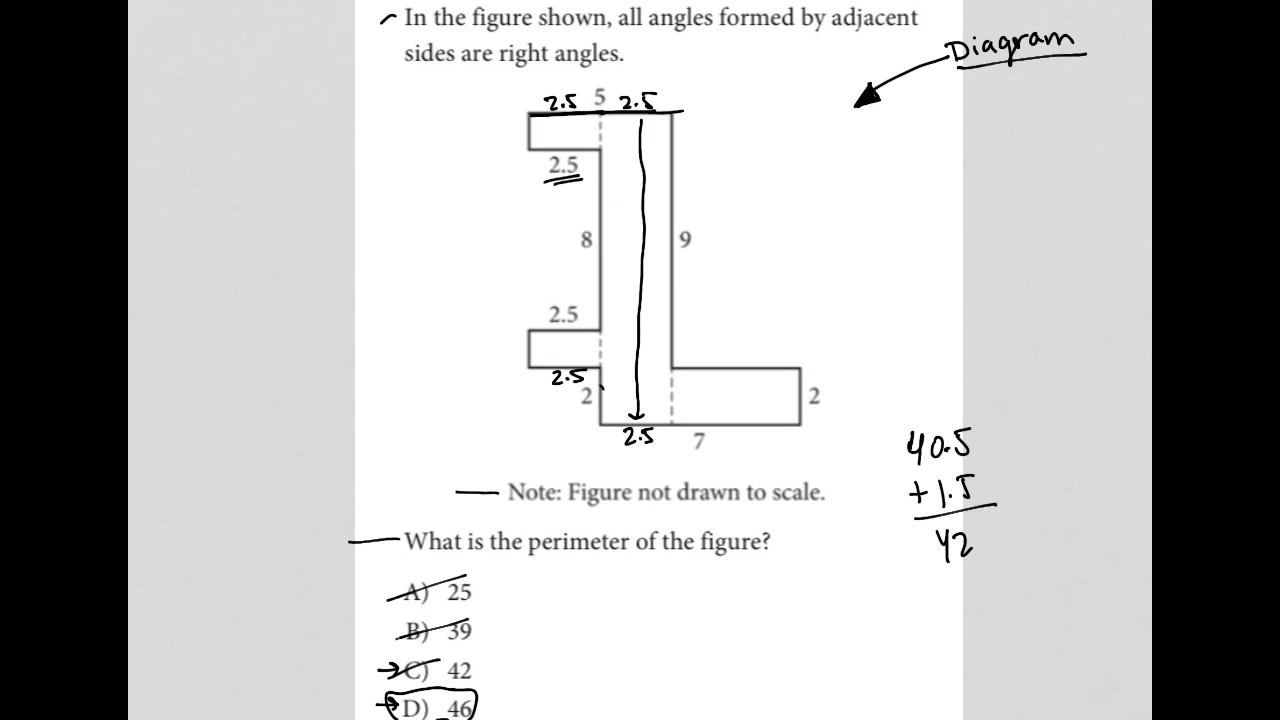 In the figure shown, all angles formed by adjacent
Diagram
sides are right angles.
2.5 5 2.5
2.5
8 9
2.5
2.5
2 2
2.5 7
40.5
+ 1.5
42
Note: Figure not drawn to scale.
What is the perimeter of the figure?
A) 25
B) 39
C) 42
D) 46